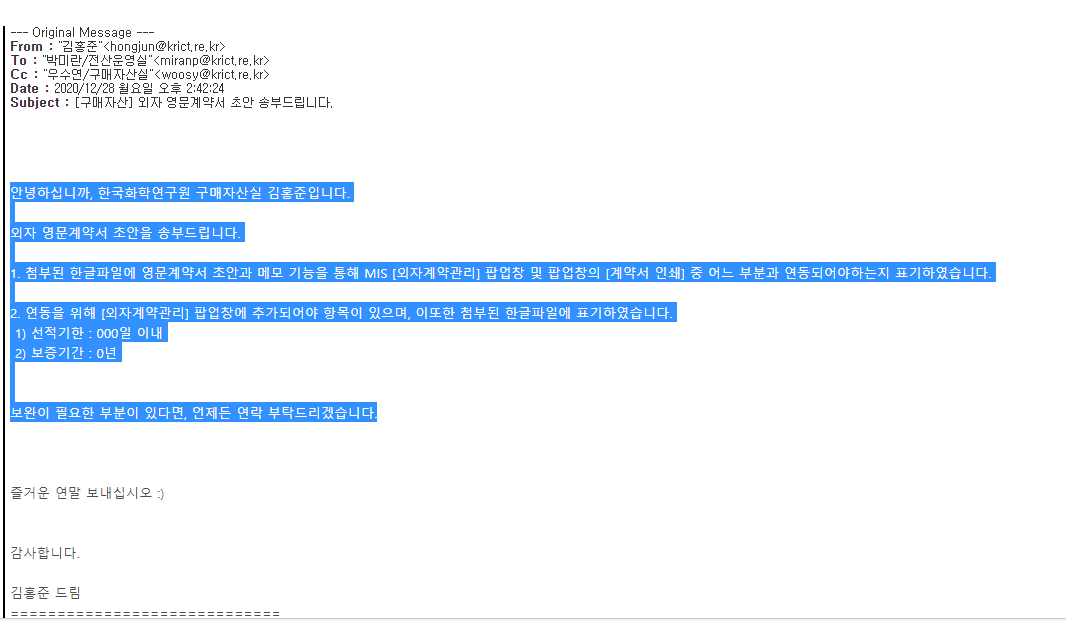 --- Original Message ---
From : "김홍준"<hongjun@krict.re.kr>
To : "박미란/전산운영실"<miranp@krict.re.kr>
Cc : "우수연/구매자산실"<woosy@krict.re.kr>
Date : 2020/12/28 월요일 오후 2:42:24
Subject : [구매자산] 외자 영문계약서 초안 송부드립니다.
안녕하십니까, 한국화학연구원 구매자산실 김홍준입니다.
외자 영문계약서 초안을 송부드립니다.
1. 첨부된 한글파일에 영문계약서 초안과 메모 기능을 통해 MIS [외자계약관리] 팝업창 및 팝업창의 [계약서 인쇄] 중 어느 부분과 연동되어야하는지 표기하였습니다.
2. 연동을 위해 [외자계약관리] 팝업창에 추가되어야 항목이 있으며, 이또한 첨부된 한글파일에 표기하였습니다.
1) 선적기한 : 000일 이내
2) 보증기간 : 0년
보완이 필요한 부분이 있다면, 언제든 연락 부탁드리겠습니다.
즐거운 연말 보내십시오 :)
감사합니다.
김홍준 드림
=============================